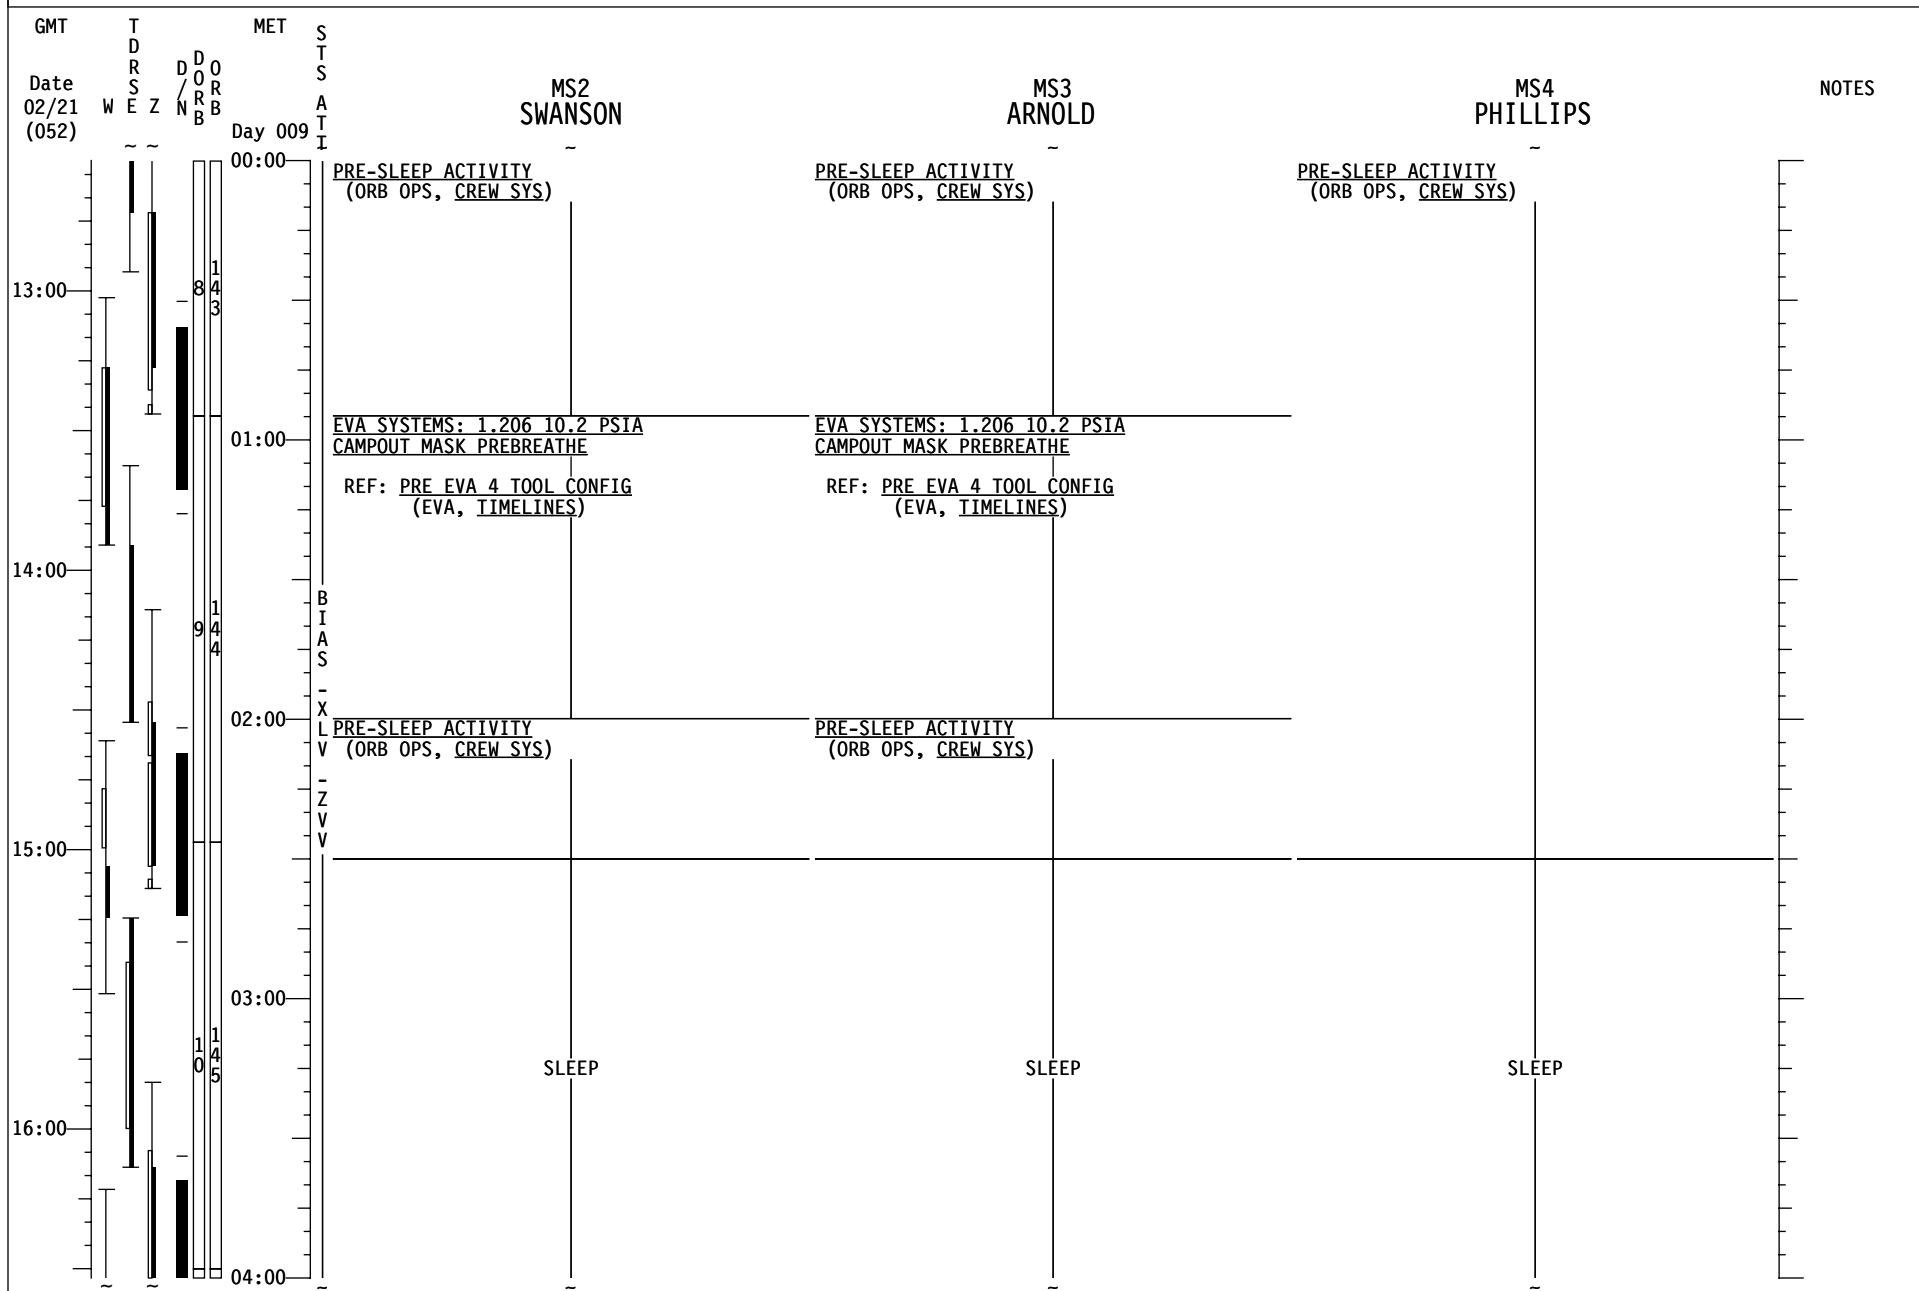 GMT
TDRS
MET
STS ATT
Date
02/21
(052)
W E Z
D/N
DORB
ORB
Day 009
MS2
SWANSON
MS3
ARNOLD
MS4
PHILLIPS
NOTES
~ ~ ~ ~ ~
00:00
PRE-SLEEP ACTIVITY
(ORB OPS, CREW SYS)
PRE-SLEEP ACTIVITY
(ORB OPS, CREW SYS)
PRE-SLEEP ACTIVITY
(ORB OPS, CREW SYS)
13:00
8
143
EVA SYSTEMS: 1.206 10.2 PSIA
CAMPOUT MASK PREBREATHE
REF: PRE EVA 4 TOOL CONFIG
(EVA, TIMELINES)
EVA SYSTEMS: 1.206 10.2 PSIA
CAMPOUT MASK PREBREATHE
REF: PRE EVA 4 TOOL CONFIG
(EVA, TIMELINES)
01:00
14:00
9
144
BIAS -XLV -ZVV
02:00
PRE-SLEEP ACTIVITY
(ORB OPS, CREW SYS)
PRE-SLEEP ACTIVITY
(ORB OPS, CREW SYS)
15:00
03:00
10
145
SLEEP
SLEEP
SLEEP
16:00
04:00
~ ~ ~ ~ ~ ~